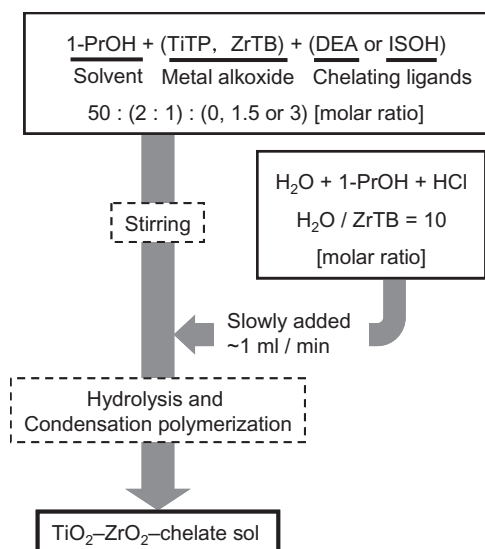 1-PrOH + (TiTP, ZrTB) + (DEA or ISOH)
Solvent Metal alkoxide Chelating ligands
50 : (2 : 1) : (0, 1.5 or 3) [molar ratio]
H₂O + 1-PrOH + HCl
H₂O / ZrTB = 10
[molar ratio]
Stirring
Slowly added
~1 ml / min
Hydrolysis and
Condensation polymerization
TiO₂–ZrO₂–chelate sol